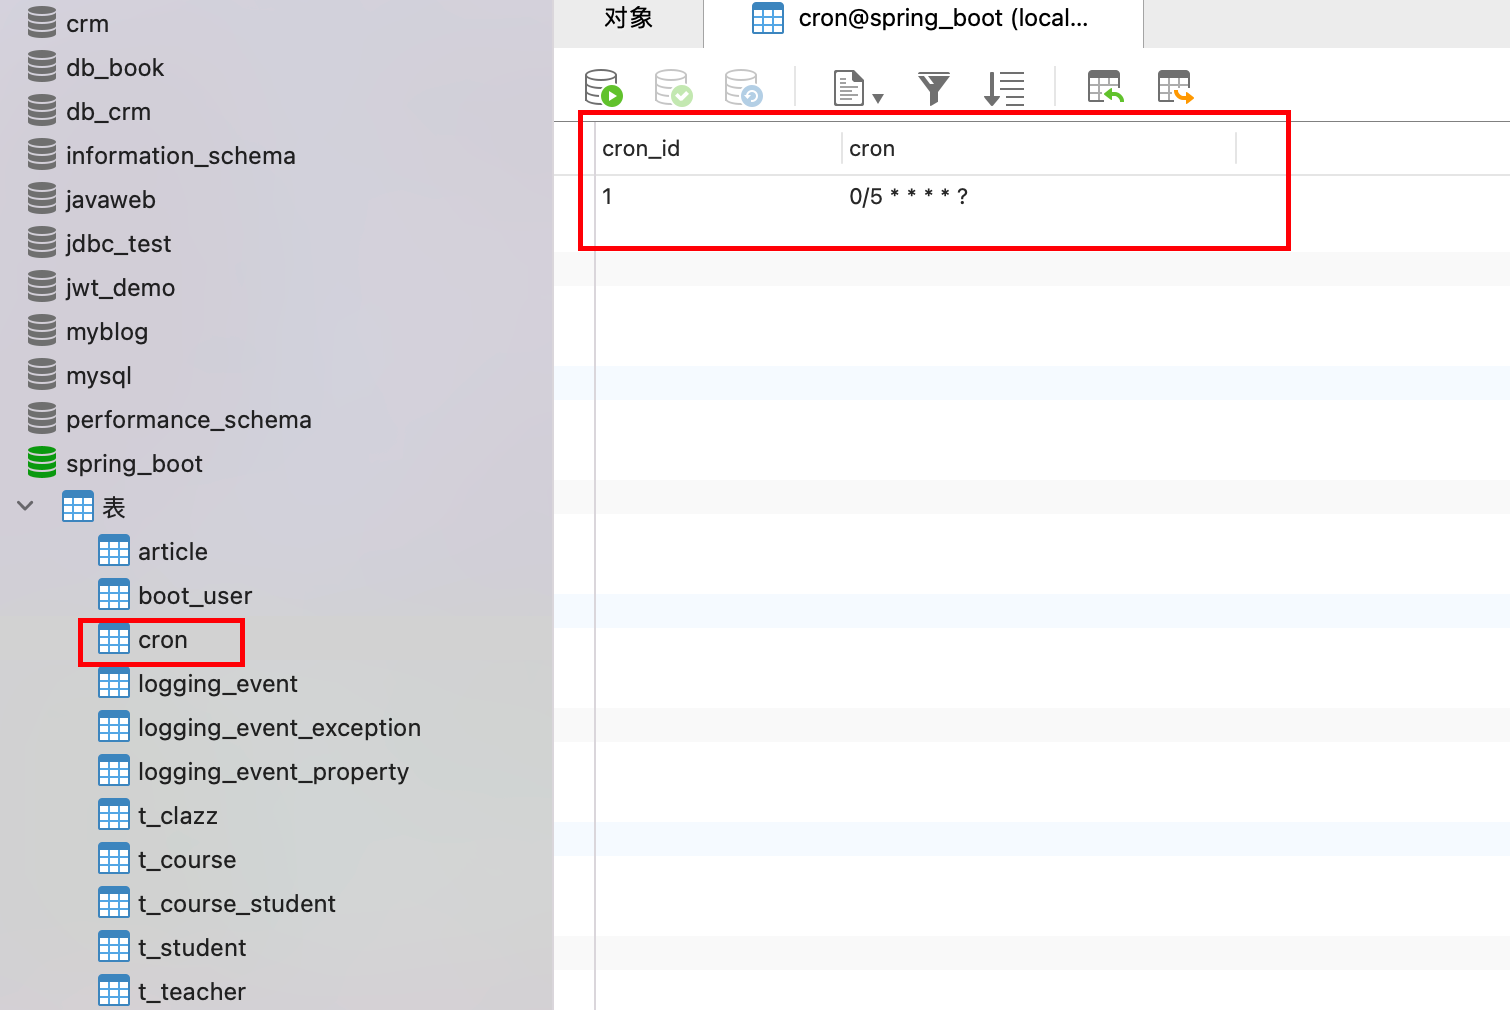 crm
db_book
db_crm
information_schema
javaweb
jdbc_test
jwt_demo
myblog
mysql
performance_schema
spring_boot
表
article
boot_user
cron
logging_event
logging_event_exception
logging_event_property
t_clazz
t_course
t_course_student
t_student
t_teacher
对象
cron@spring_boot (local...
cron_id cron
1 0/5 * * * * ?